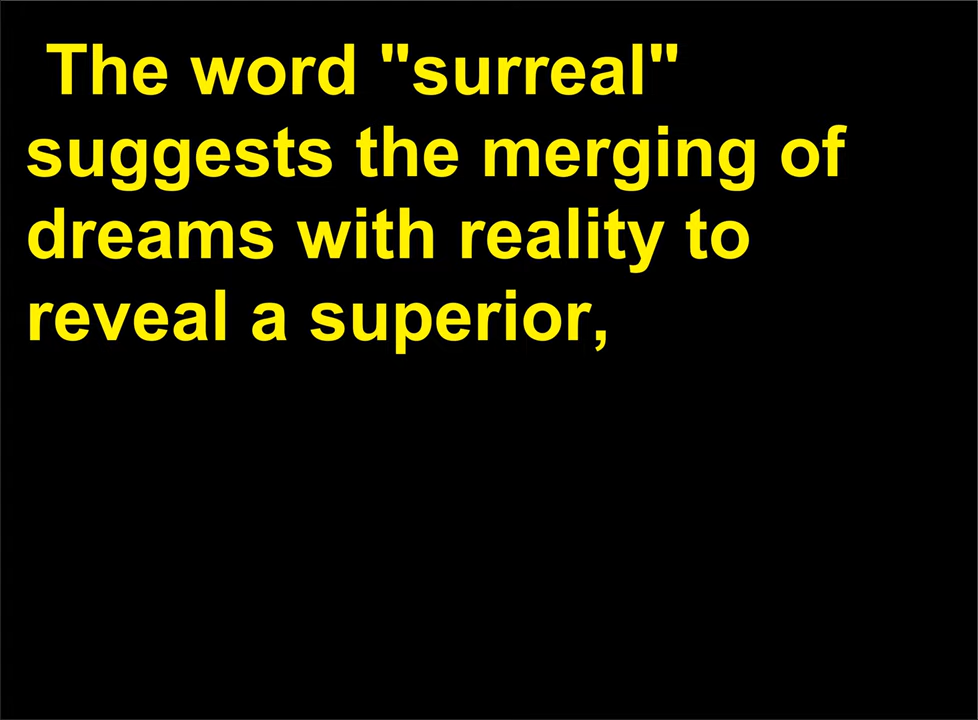 The word "surreal"
suggests the merging of
dreams with reality to
reveal a superior,